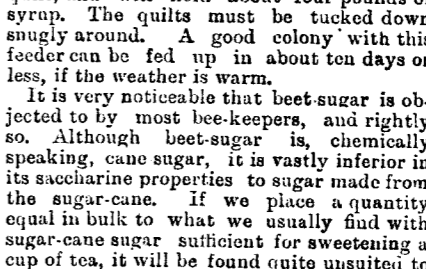 syrup. The quilts must be tucked down
snugly around. A good colony with this
feeder can be fed up in about ten days or
less, if the weather is warm.
It is very noticeable that beet-sugar is ob-
jected to by most bee-keepers, and rightly
so. Although beet-sugar is, chemically
speaking, cane sugar, it is vastly inferior in
its saccharine properties to sugar made from
the sugar-cane. If we place a quantity
equal in bulk to what we usually find with
sugar-cane sugar sufficient for sweetening a
cup of tea, it will be found quite unsuited to